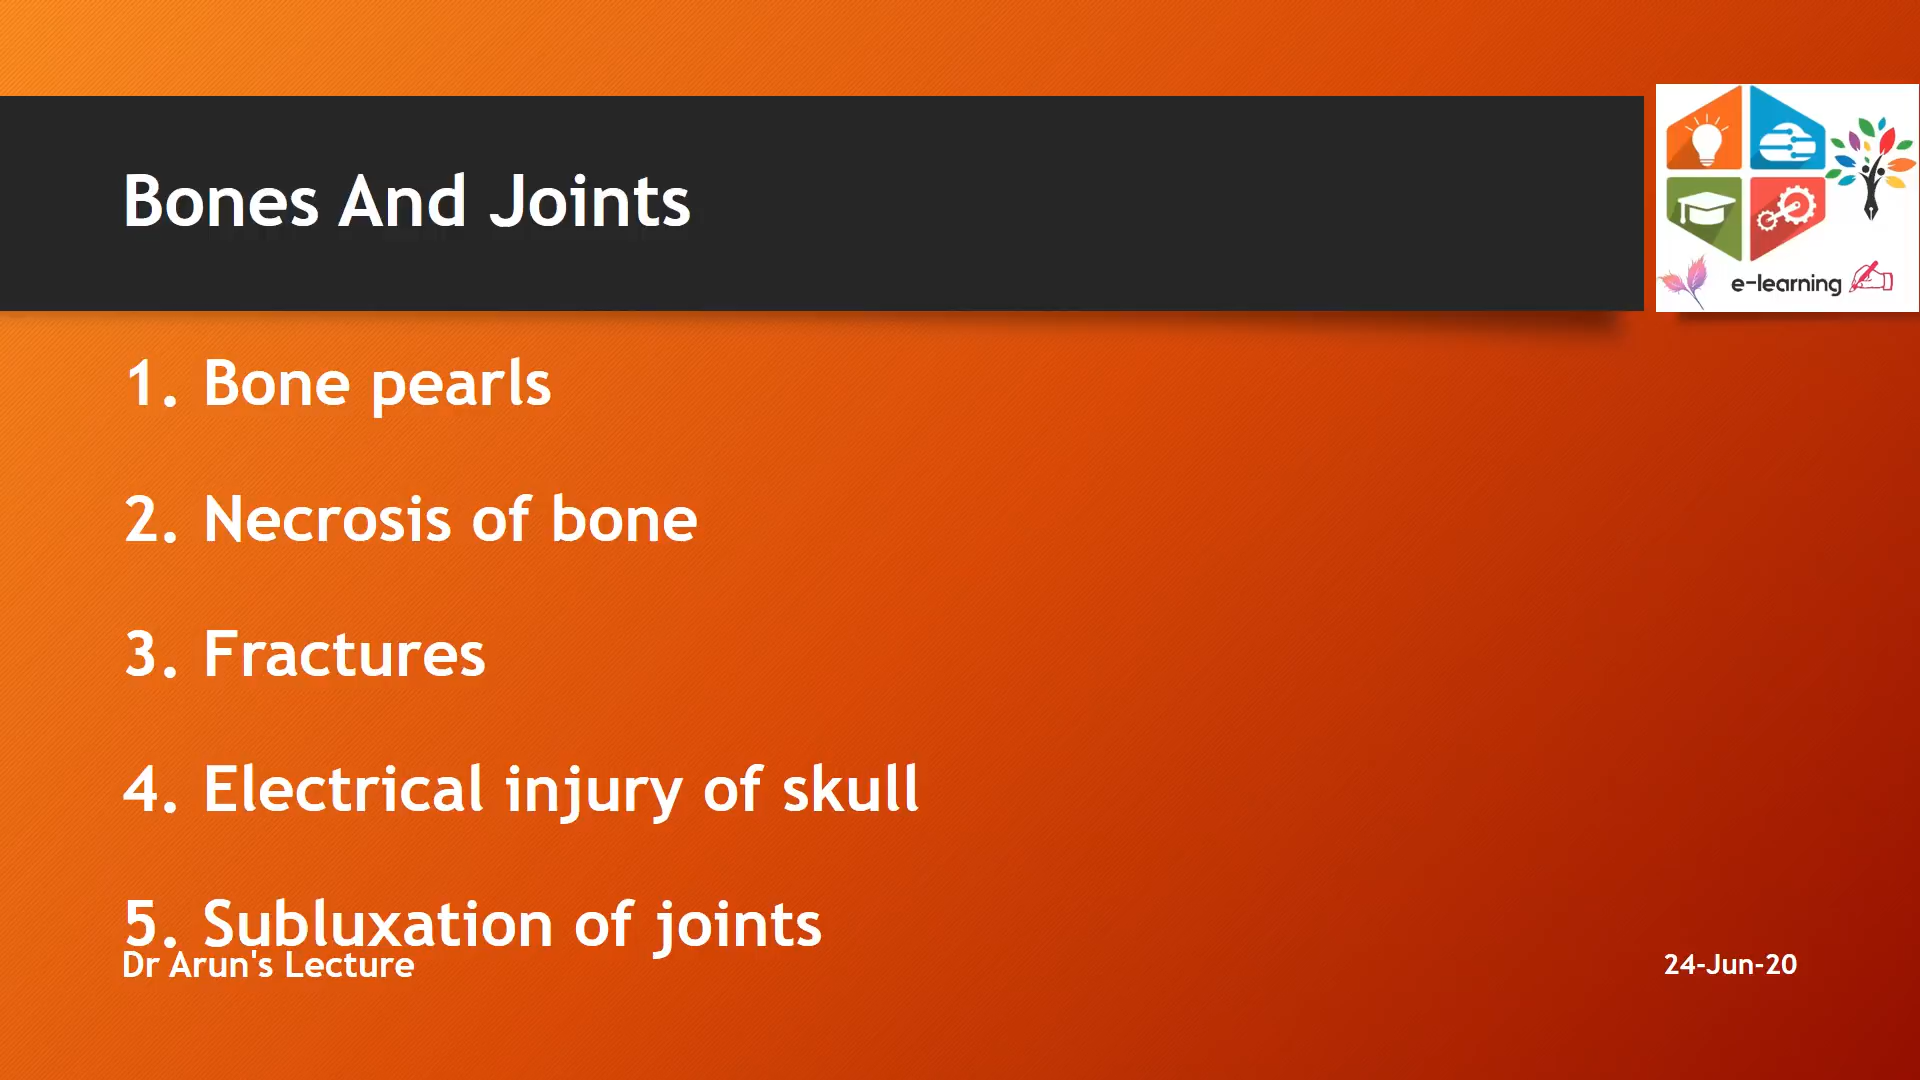 Bones And Joints
e-learning
1. Bone pearls
2. Necrosis of bone
3. Fractures
4. Electrical injury of skull
5. Subluxation of joints
Dr Arun's Lecture
24-Jun-20